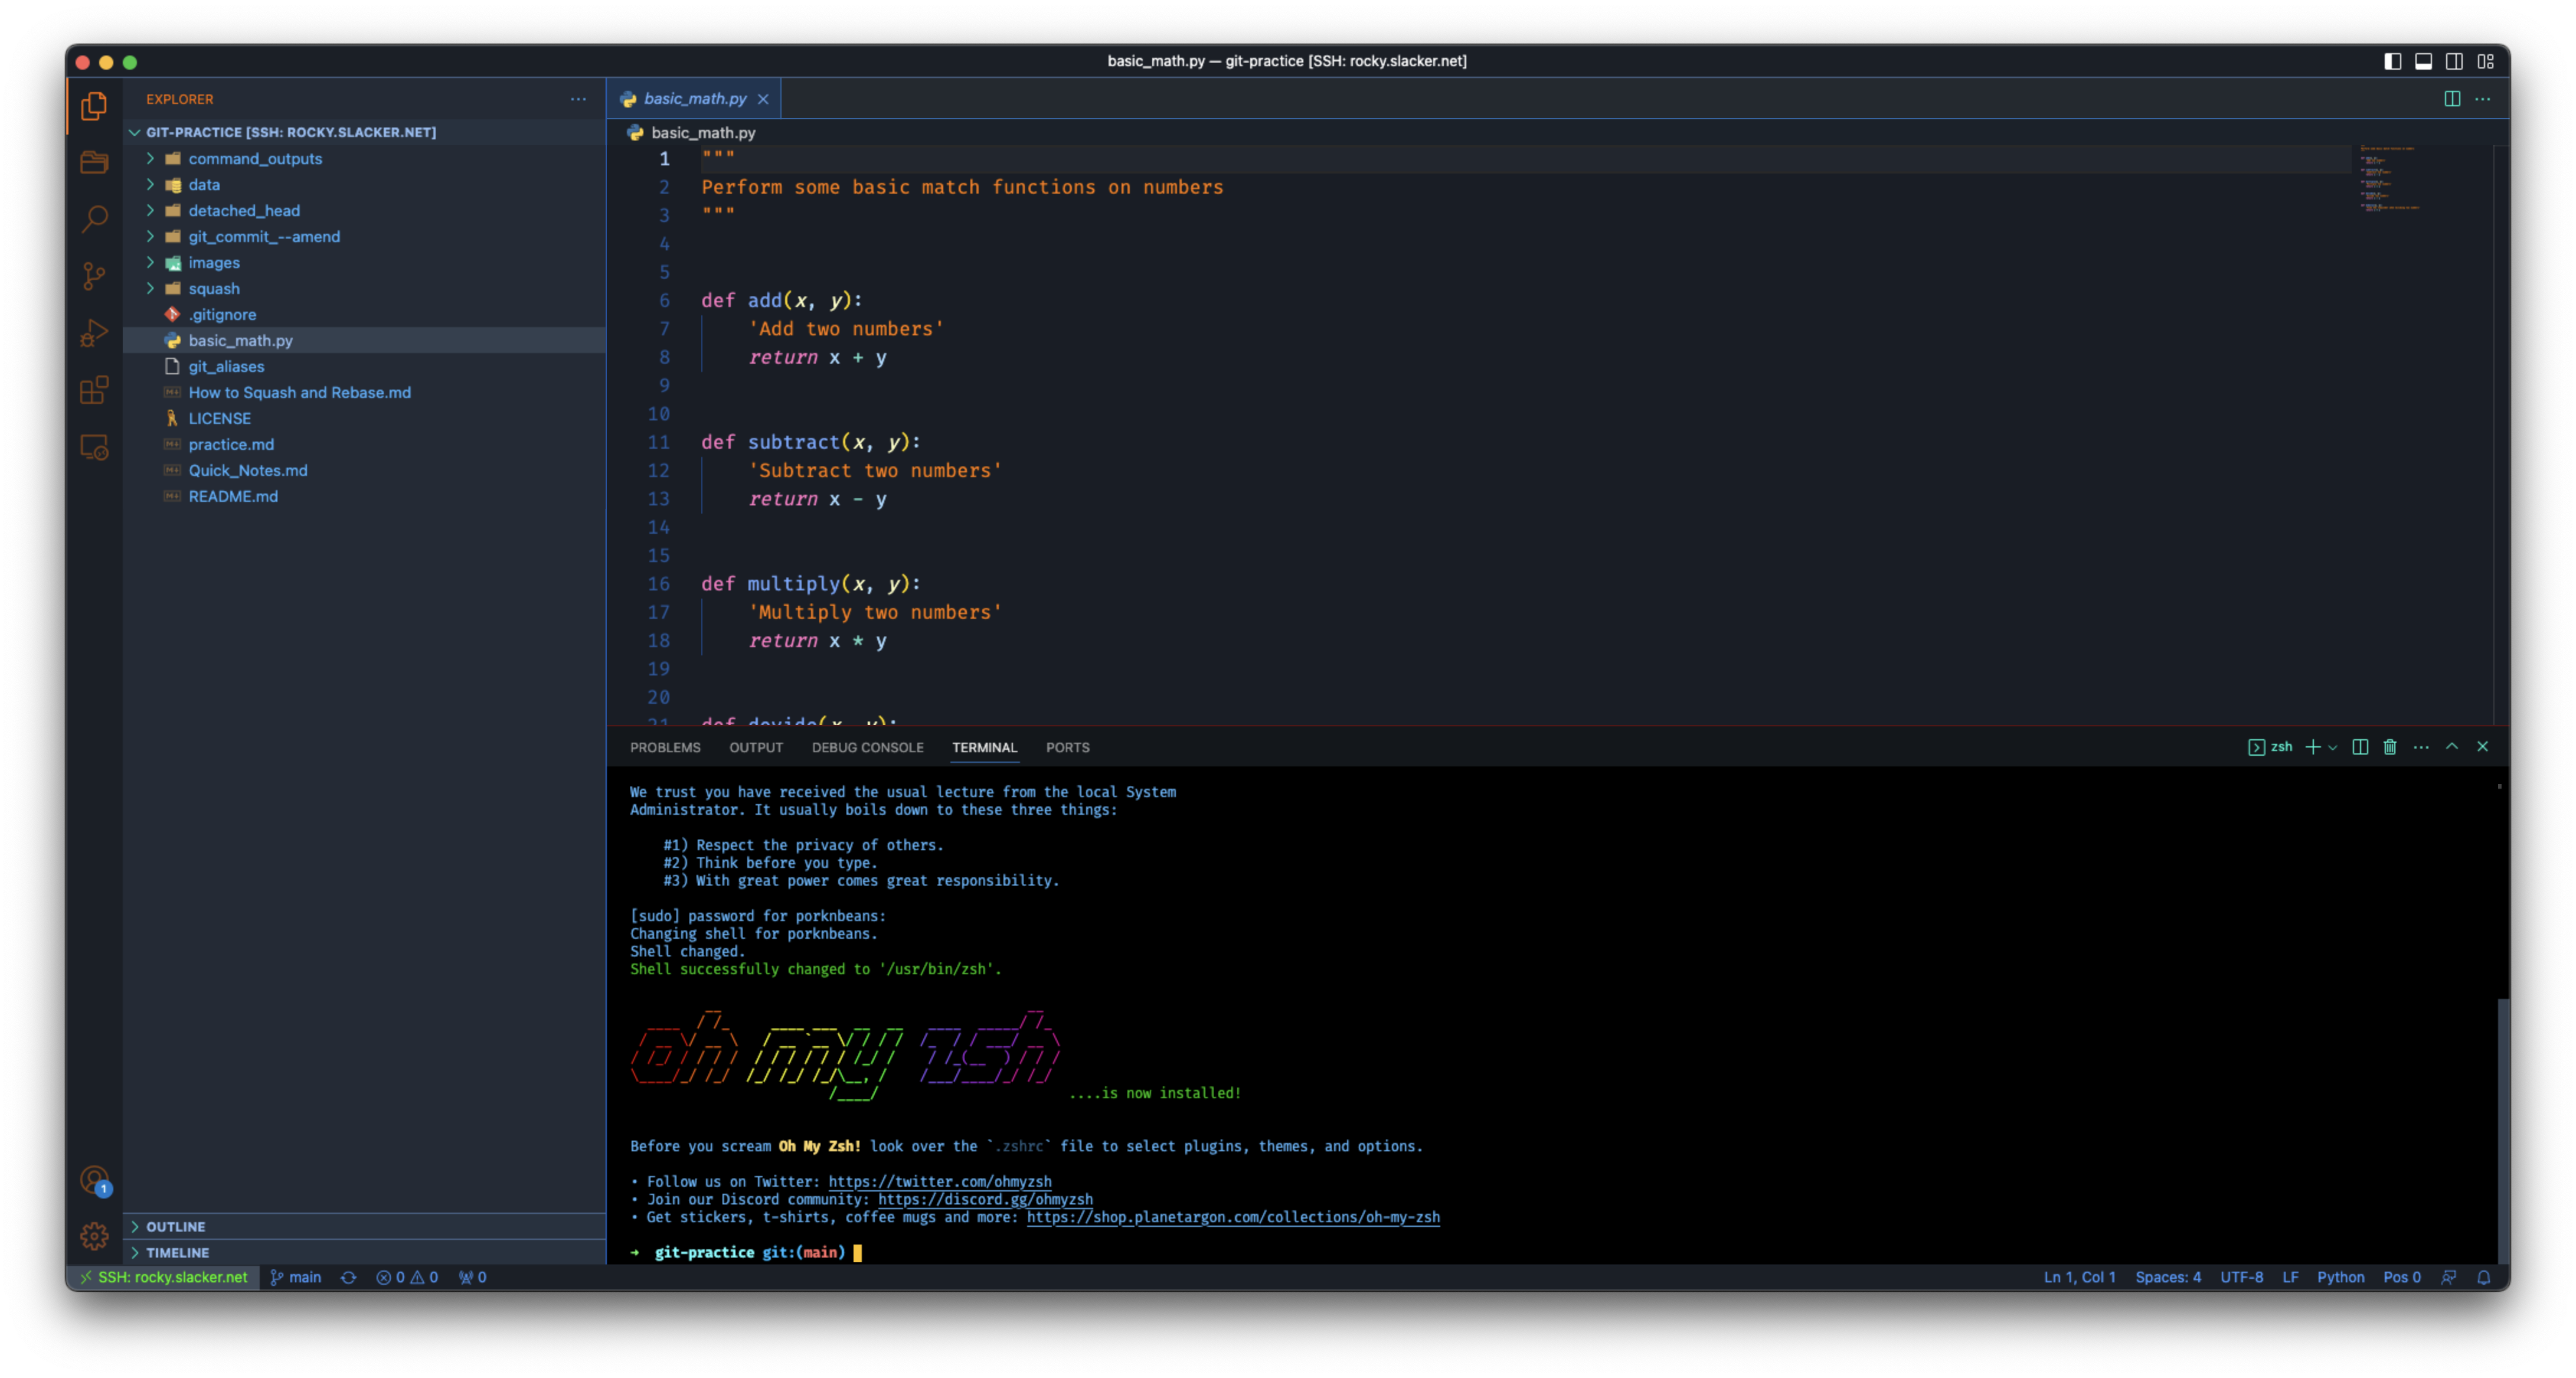 basic_math.py — git-practice [SSH: rocky.slacker.net]
EXPLORER
GIT-PRACTICE [SSH: ROCKY.SLACKER.NET]
command_outputs
data
detached_head
git_commit_--amend
images
squash
.gitignore
basic_math.py
git_aliases
How to Squash and Rebase.md
LICENSE
practice.md
Quick_Notes.md
README.md
OUTLINE
TIMELINE
1
basic_math.py
basic_math.py
1 """
2 Perform some basic match functions on numbers
3 """
4
5
6 def add(x, y):
7 'Add two numbers'
8 return x + y
9
10
11 def subtract(x, y):
12 'Subtract two numbers'
13 return x - y
14
15
16 def multiply(x, y):
17 'Multiply two numbers'
18 return x * y
19
20
21 def devide(x, y):
PROBLEMS OUTPUT DEBUG CONSOLE TERMINAL PORTS
zsh
We trust you have received the usual lecture from the local System
Administrator. It usually boils down to these three things:
#1) Respect the privacy of others.
#2) Think before you type.
#3) With great power comes great responsibility.
[sudo] password for porknbeans:
Changing shell for porknbeans.
Shell changed.
Shell successfully changed to '/usr/bin/zsh'.
oh my zsh
....is now installed!
Before you scream Oh My Zsh! look over the `.zshrc` file to select plugins, themes, and options.
• Follow us on Twitter: https://twitter.com/ohmyzsh
• Join our Discord community: https://discord.gg/ohmyzsh
• Get stickers, t-shirts, coffee mugs and more: https://shop.planetargon.com/collections/oh-my-zsh
➜ git-practice git:(main)
SSH: rocky.slacker.net main 0 0 0 Ln 1, Col 1 Spaces: 4 UTF-8 LF Python Pos 0